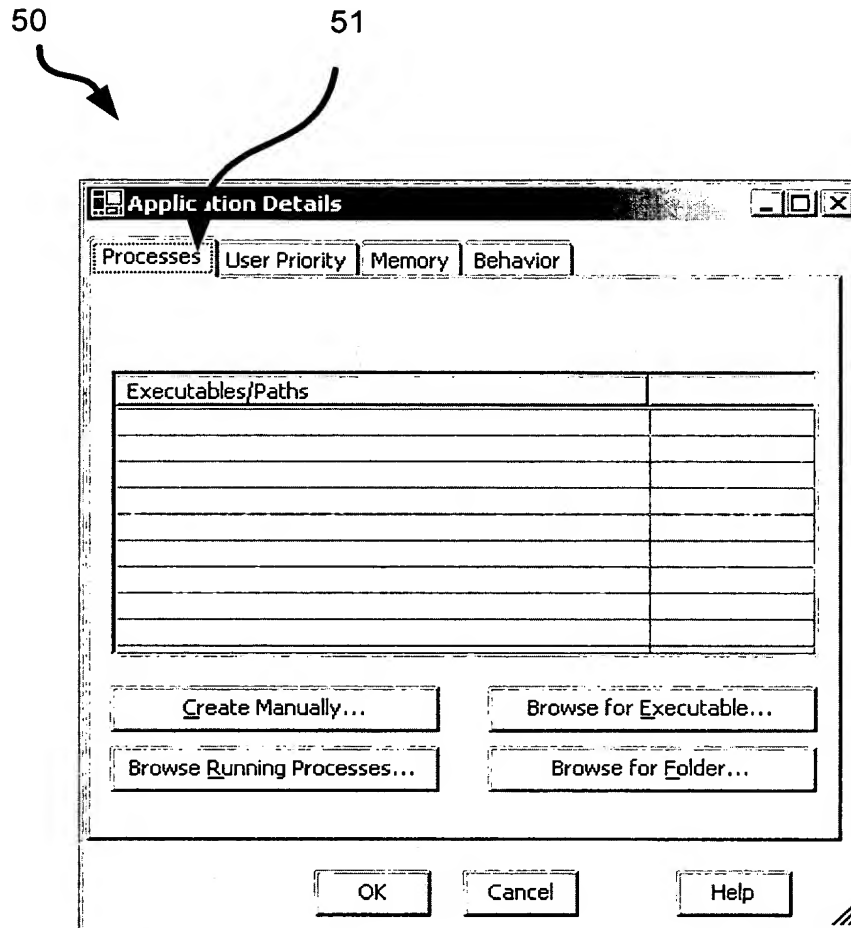 50 51
Application Details
Processes User Priority Memory Behavior
Executables/Paths
Create Manually... Browse for Executable...
Browse Running Processes... Browse for Folder...
OK Cancel Help